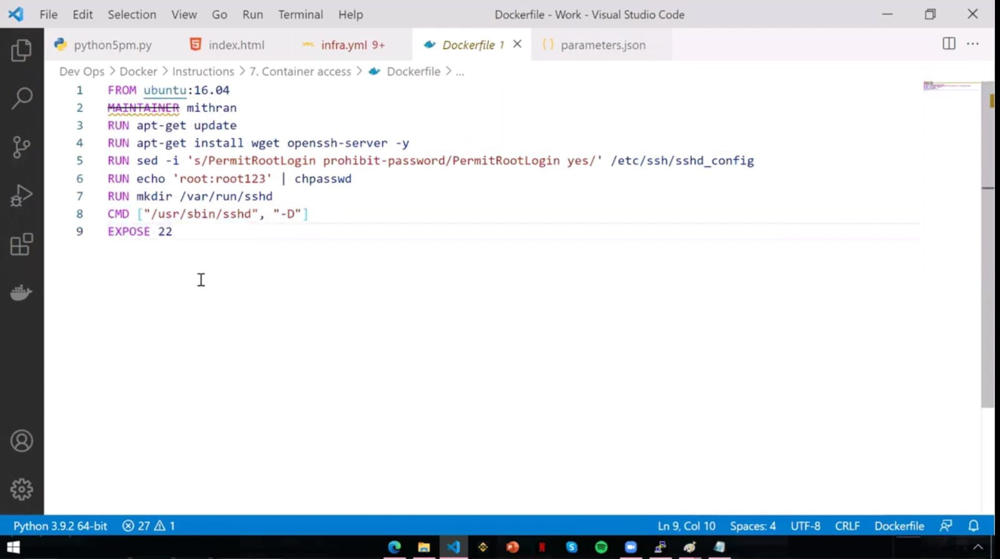 File Edit Selection View Go Run Terminal Help Dockerfile - Work - Visual Studio Code
python5pm.py index.html infra.yml 9+ Dockerfile 1 parameters.json
Dev Ops > Docker > Instructions > 7. Container access > Dockerfile > ...
1 FROM ubuntu:16.04
2 MAINTAINER mithran
3 RUN apt-get update
4 RUN apt-get install wget openssh-server -y
5 RUN sed -i 's/PermitRootLogin prohibit-password/PermitRootLogin yes/' /etc/ssh/sshd_config
6 RUN echo 'root:root123' | chpasswd
7 RUN mkdir /var/run/sshd
8 CMD ["/usr/sbin/sshd", "-D"]
9 EXPOSE 22
Python 3.9.2 64-bit 27 1 Ln 9, Col 10 Spaces: 4 UTF-8 CRLF Dockerfile